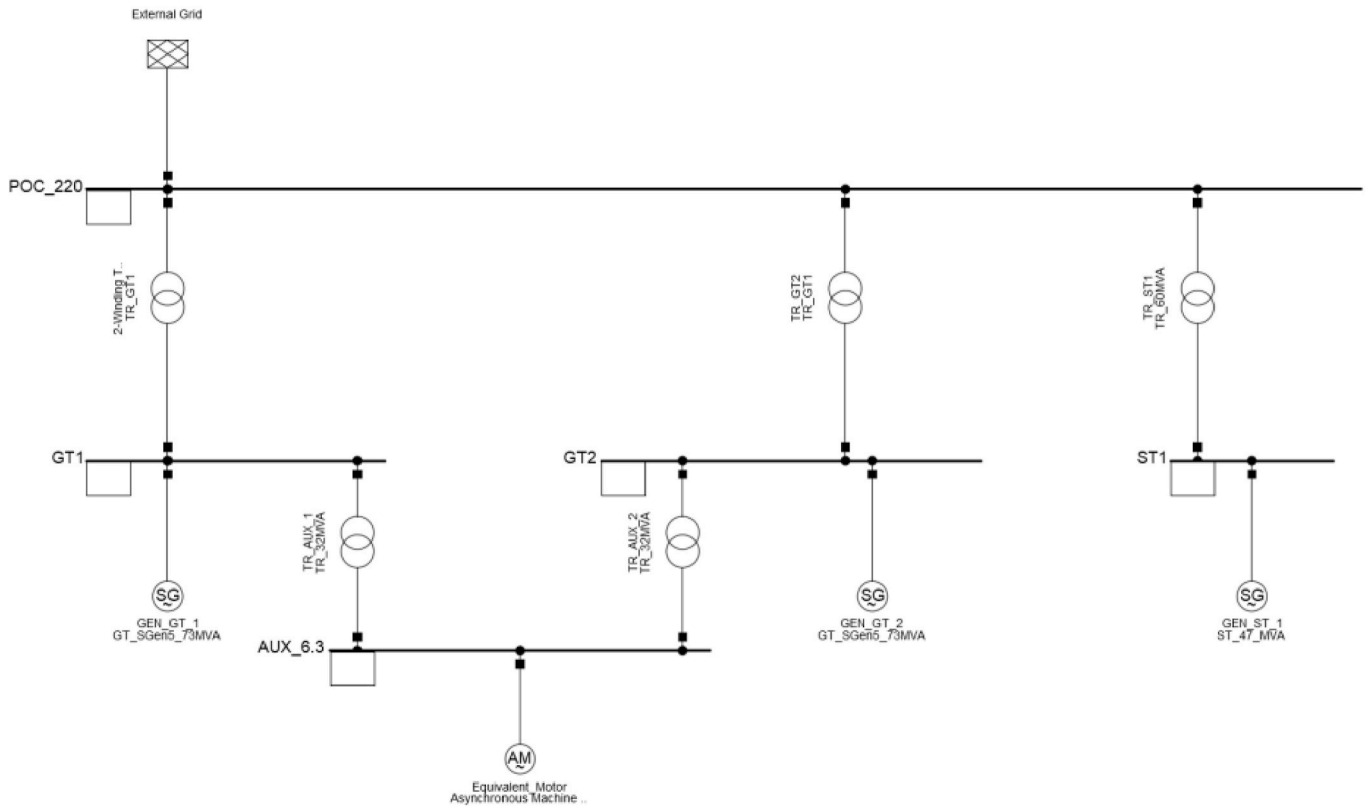 External Grid
POC_220
2-Winding T..
TR_GT1
TR_GT2
TR_GT1
TR_ST1
TR_60MVA
GT1
GT2
ST1
TR_AUX_1
TR_32MVA
TR_AUX_2
TR_32MVA
SG
~
GEN_GT_1
GT_SGen5_73MVA
SG
~
GEN_GT_2
GT_SGen5_73MVA
SG
~
GEN_ST_1
ST_47_MVA
AUX_6.3
AM
~
Equivalent_Motor
Asynchronous Machine ..